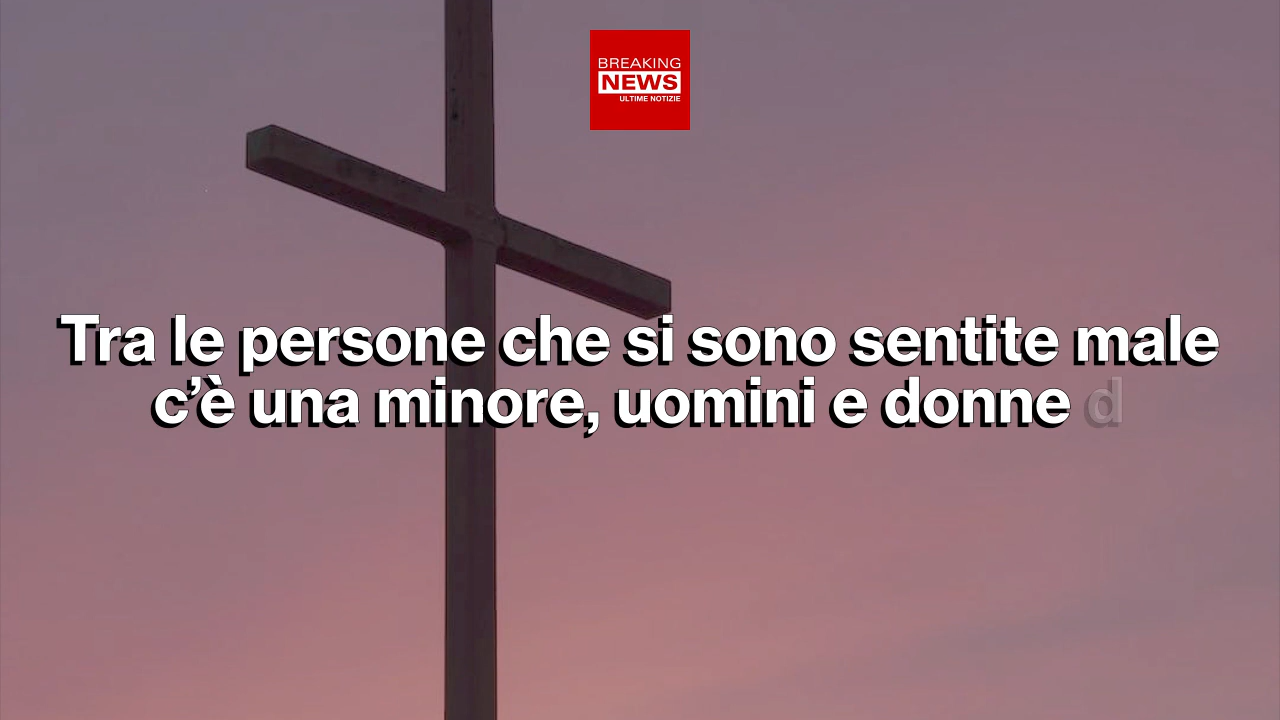 BREAKING
NEWS
ULTIME NOTIZIE
Tra le persone che si sono sentite male
c’è una minore, uomini e donne d